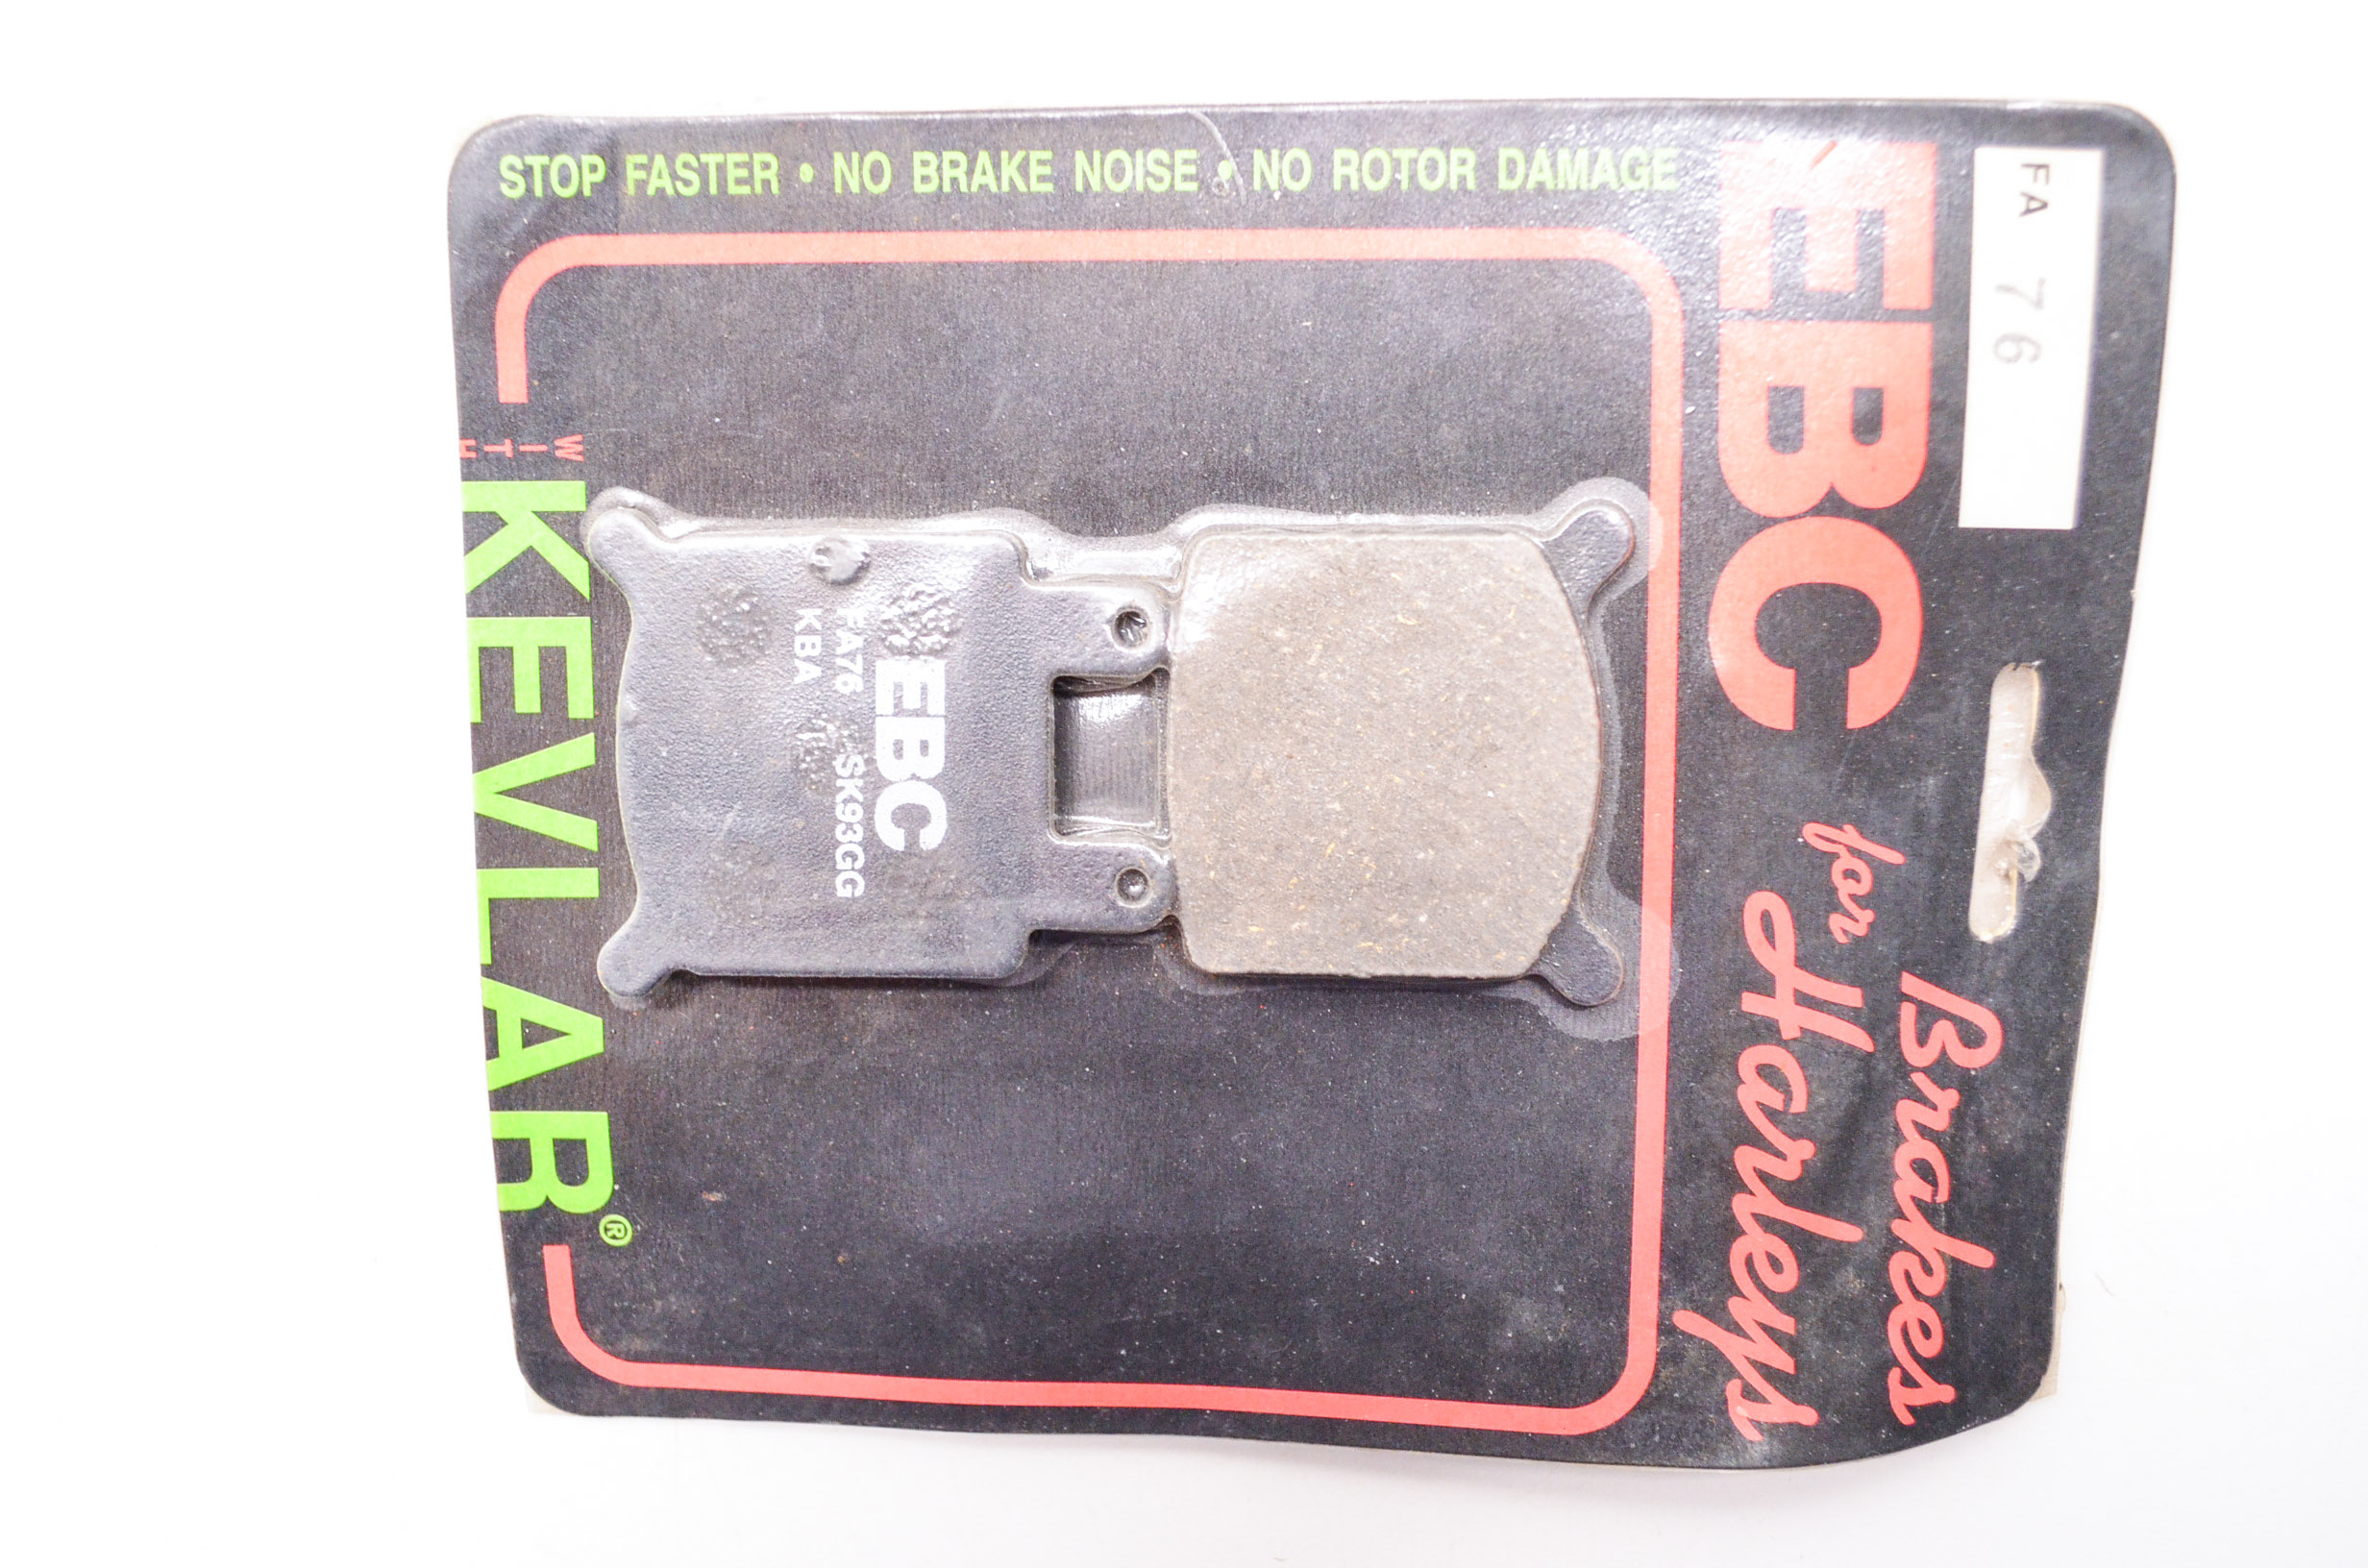 FA 76
EBC
Brakes
for
Harleys
STOP FASTER • NO BRAKE NOISE • NO ROTOR DAMAGE
EBC
FA76 SK93GG
KBA
WITH
KEVLAR®